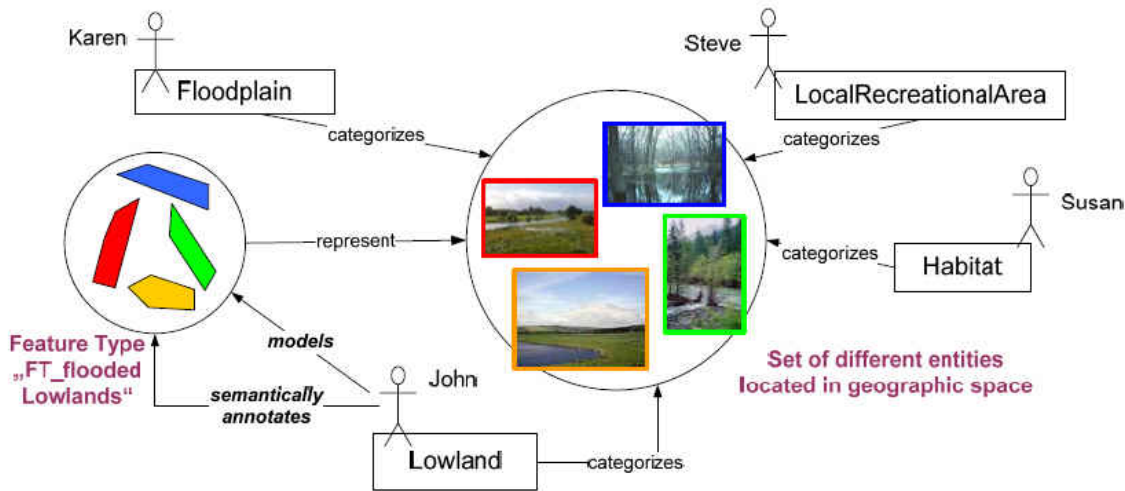 Karen
Floodplain
categorizes
Steve
LocalRecreationalArea
categorizes
Susan
Habitat
categorizes
represent
models
semantically
annotates
Feature Type
„FT_flooded
Lowlands“
John
Lowland
categorizes
Set of different entities
located in geographic space